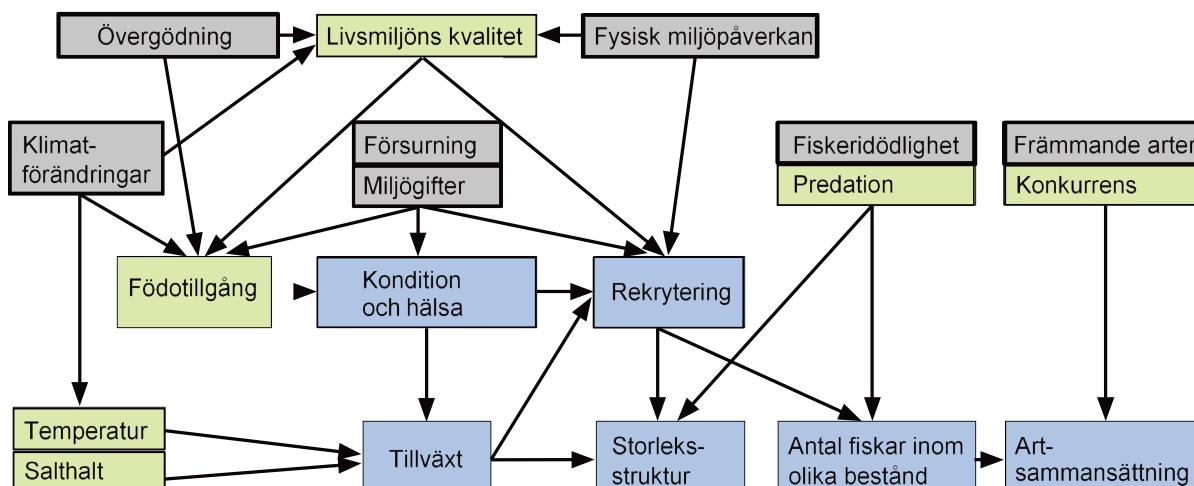 Övergödning
Livsmiljöns kvalitet
Fysisk miljöpåverkan
Klimat-
förändringar
Försurning
Miljögifter
Fiskeridödlighet
Predation
Främmande arter
Konkurrens
Födotillgång
Kondition
och hälsa
Rekrytering
Temperatur
Salthalt
Tillväxt
Storleks-
struktur
Antal fiskar inom
olika bestånd
Art-
sammansättning